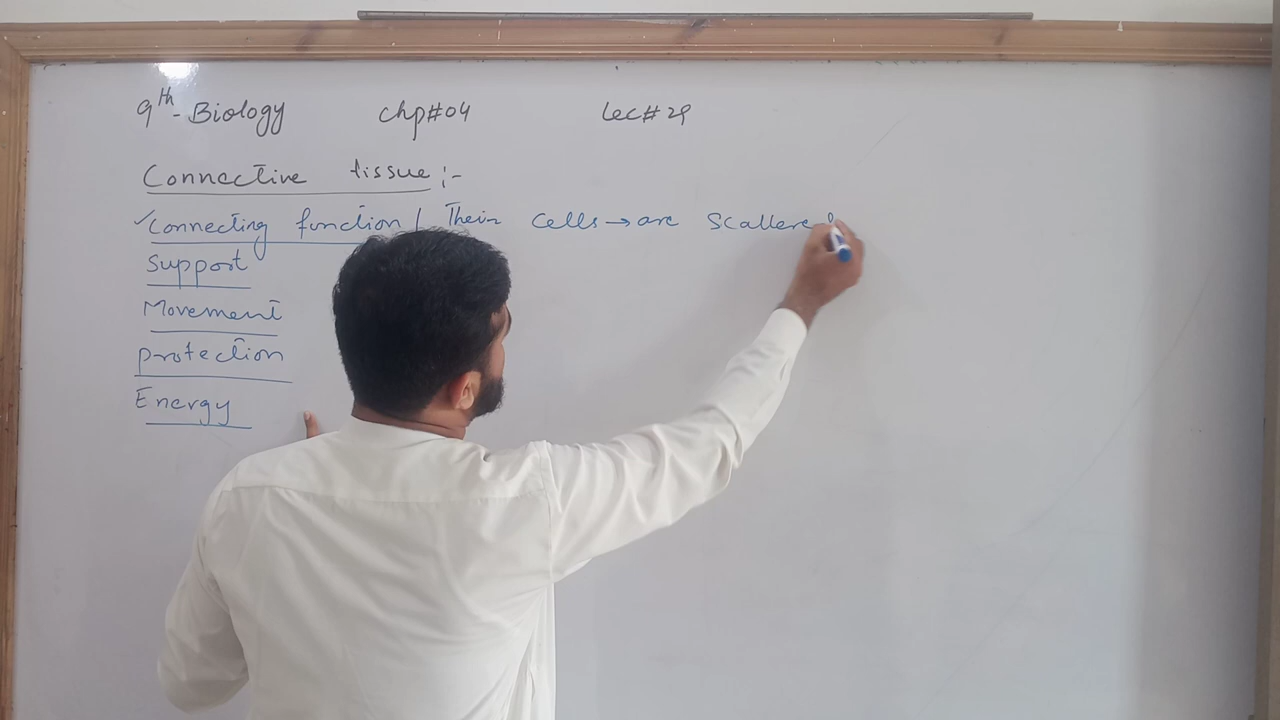 9th-Biology chp#04 Lec#29
Connective tissue :-
✓Connecting function / Their cells → are Scattered
Support
Movement
protection
Energy